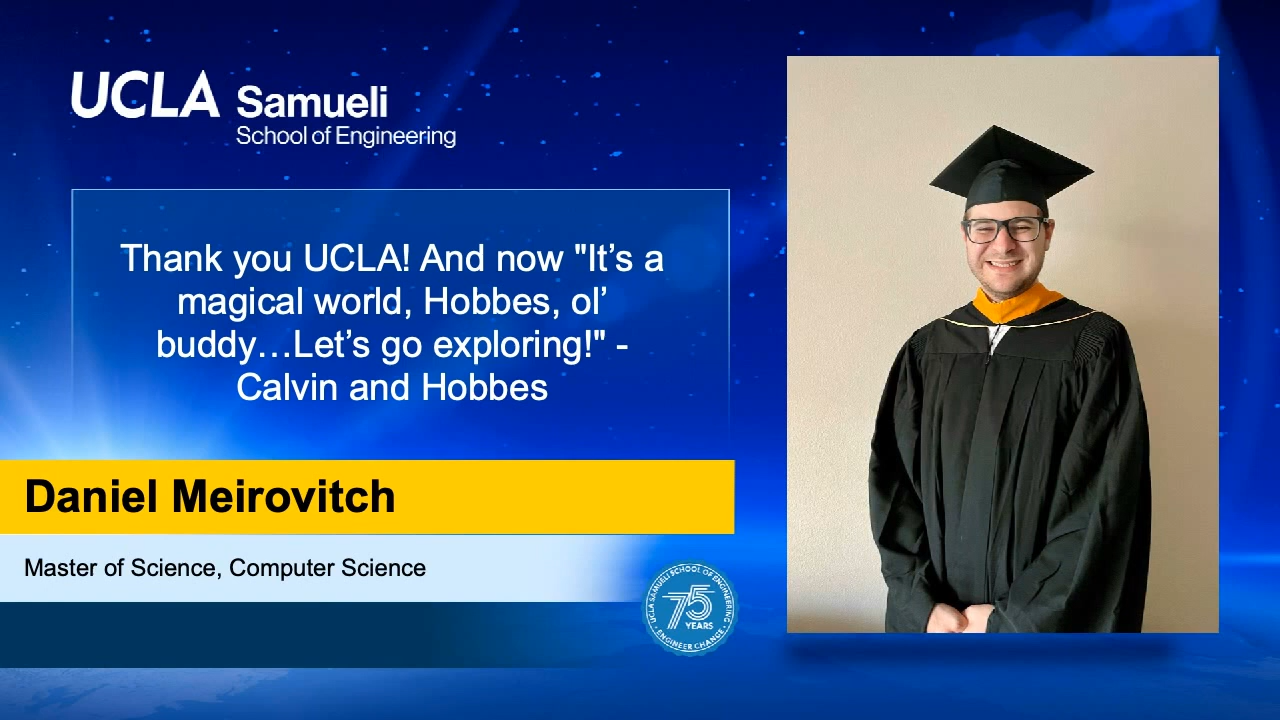 UCLA Samueli
School of Engineering
Thank you UCLA! And now "It’s a
magical world, Hobbes, ol’
buddy…Let’s go exploring!" -
Calvin and Hobbes
Daniel Meirovitch
Master of Science, Computer Science
UCLA SAMUELI SCHOOL OF ENGINEERING
75
YEARS
ENGINEER CHANGE